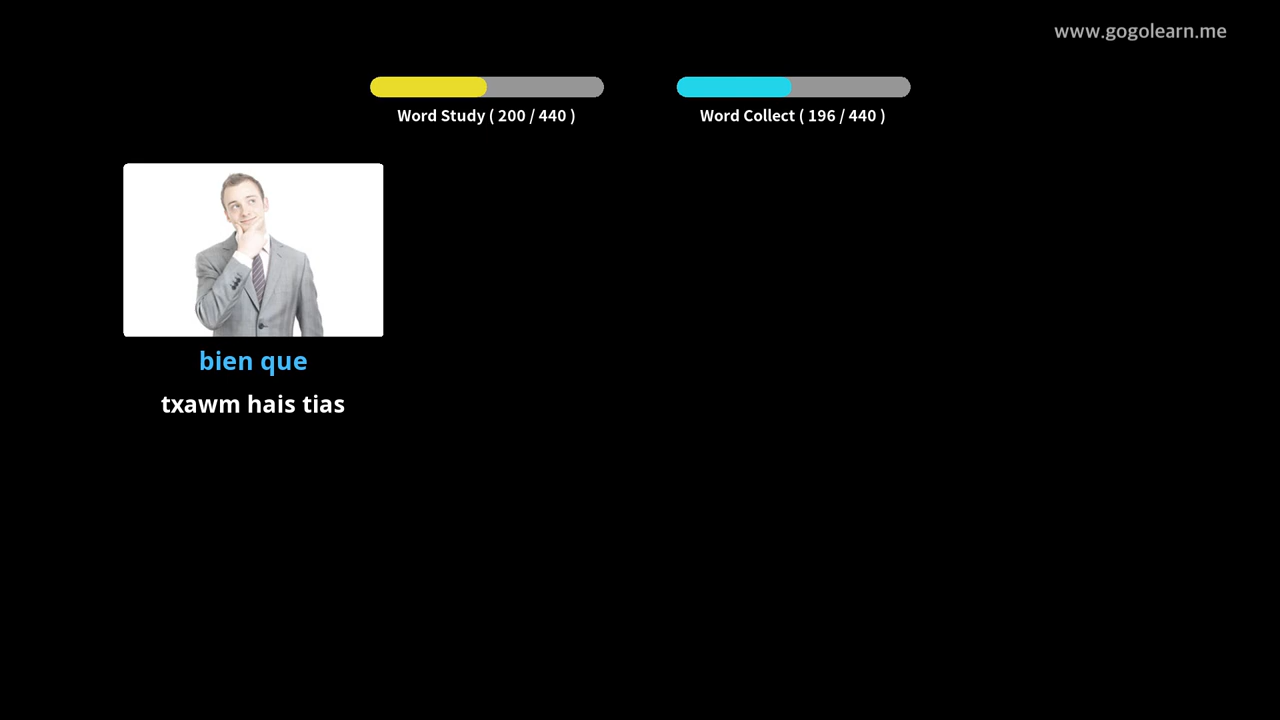 www.gogolearn.me
Word Study ( 200 / 440 )
Word Collect ( 196 / 440 )
bien que
txawm hais tias